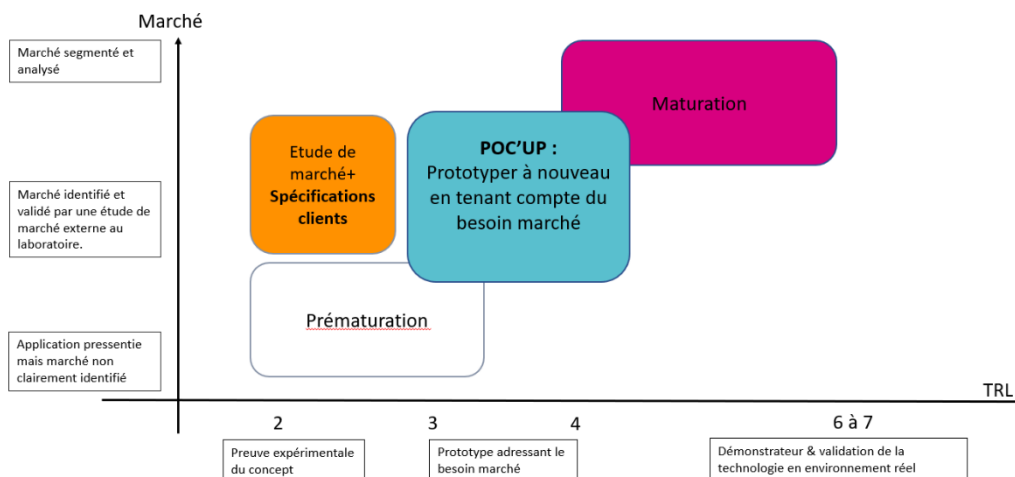 Marché
Marché segmenté et
analysé
Maturation
Etude de
marché+
Spécifications
clients
POC'UP :
Prototyper à nouveau
en tenant compte du
besoin marché
Marché identifié et
validé par une étude de
marché externe au
laboratoire.
Prématuration
Application pressentie
mais marché non
clairement identifié
TRL
2
3
4
6 à 7
Preuve expérimentale
du concept
Prototype adressant le
besoin marché
Démonstrateur & validation de la
technologie en environnement réel